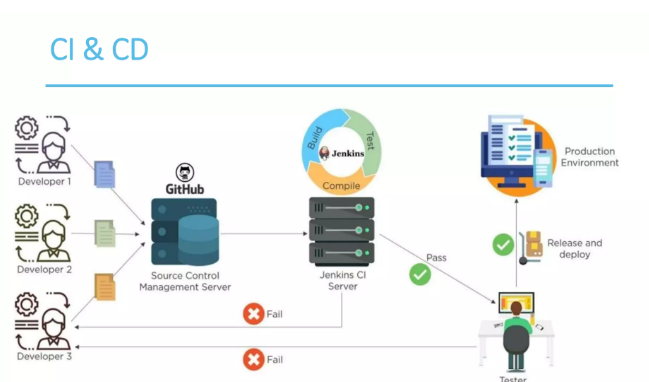 CI & CD
Developer 1
Developer 2
Developer 3
GitHub
Source Control
Management Server
Build
Test
Jenkins
Compile
Jenkins CI
Server
Pass
Fail
Fail
Production
Environment
Release and
deploy
Tester